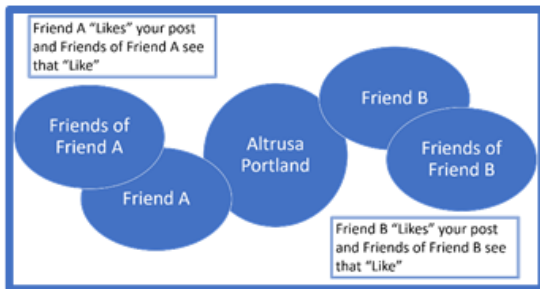 Friend A “Likes” your post
and Friends of Friend A see
that “Like”
Friends of
Friend A
Friend A
Altrusa
Portland
Friend B
Friends of
Friend B
Friend B “Likes” your post
and Friends of Friend B see
that “Like”